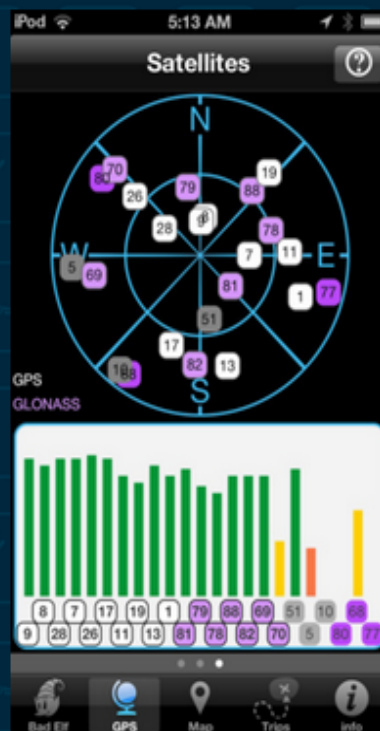 iPod 5:13 AM
Satellites ?
N
70
80 19
79 88
26
8
9
28 78
7 11
W E
5 69
81 1 77
51
17
82 13
S
GPS
GLONASS
8 7 17 19 1 79 88 69 51 10 68
9 28 26 11 13 81 78 82 70 5 80 77
Bad Elf GPS Map Trips Info